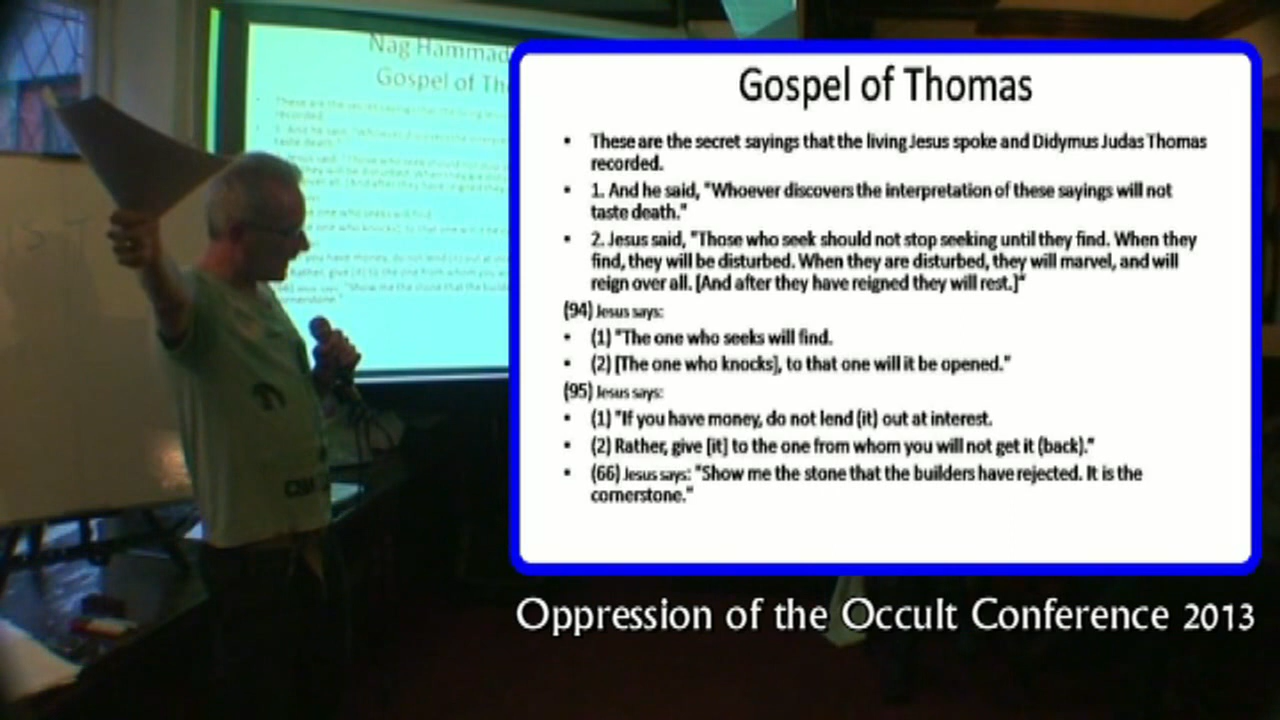 Nag Hammad
Gospel of Th
Gospel of Thomas
• These are the secret sayings that the living Jesus spoke and Didymus Judas Thomas
recorded.
• 1. And he said, "Whoever discovers the interpretation of these sayings will not
taste death."
• 2. Jesus said, "Those who seek should not stop seeking until they find. When they
find, they will be disturbed. When they are disturbed, they will marvel, and will
reign over all. [And after they have reigned they will rest.]"
(94) Jesus says:
• (1) "The one who seeks will find.
• (2) [The one who knocks], to that one will it be opened."
(95) Jesus says:
• (1) "If you have money, do not lend (it) out at interest.
• (2) Rather, give [it] to the one from whom you will not get it (back)."
• (66) Jesus says: "Show me the stone that the builders have rejected. It is the
cornerstone."
Oppression of the Occult Conference 2013